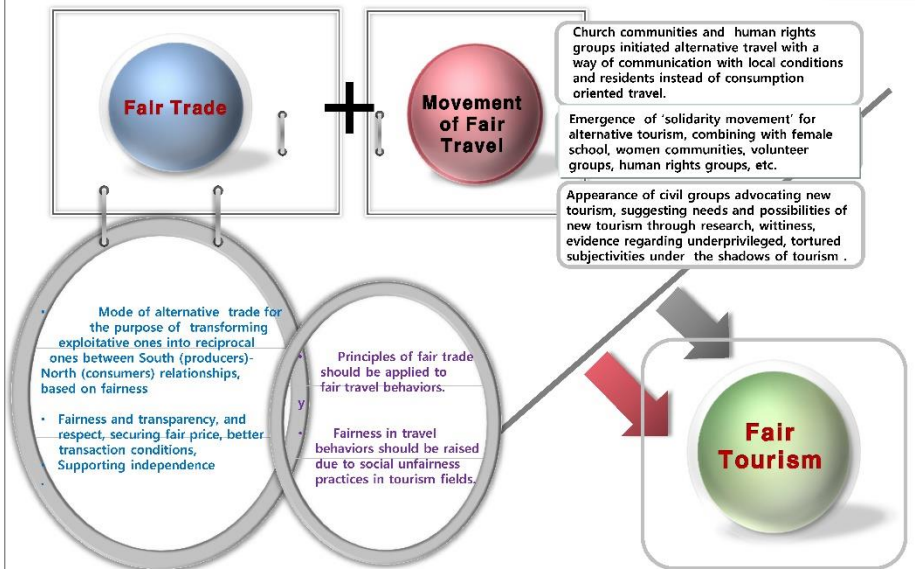 Fair Trade
+
Movement
of Fair
Travel
Church communities and human rights
groups initiated alternative travel with a
way of communication with local conditions
and residents instead of consumption
oriented travel.
Emergence of ‘solidarity movement’ for
alternative tourism, combining with female
school, women communities, volunteer
groups, human rights groups, etc.
Appearance of civil groups advocating new
tourism, suggesting needs and possibilities of
new tourism through research, wittiness,
evidence regarding underprivileged, tortured
subjectivities under the shadows of tourism .
• Mode of alternative trade for
the purpose of transforming
exploitative ones into reciprocal
ones between South (producers)-
North (consumers) relationships,
based on fairness
• Fairness and transparency, and
respect, securing fair price, better
transaction conditions,
• Supporting independence
•
• Principles of fair trade
should be applied to
fair travel behaviors.
y
• Fairness in travel
behaviors should be raised
due to social unfairness
practices in tourism fields.
Fair
Tourism